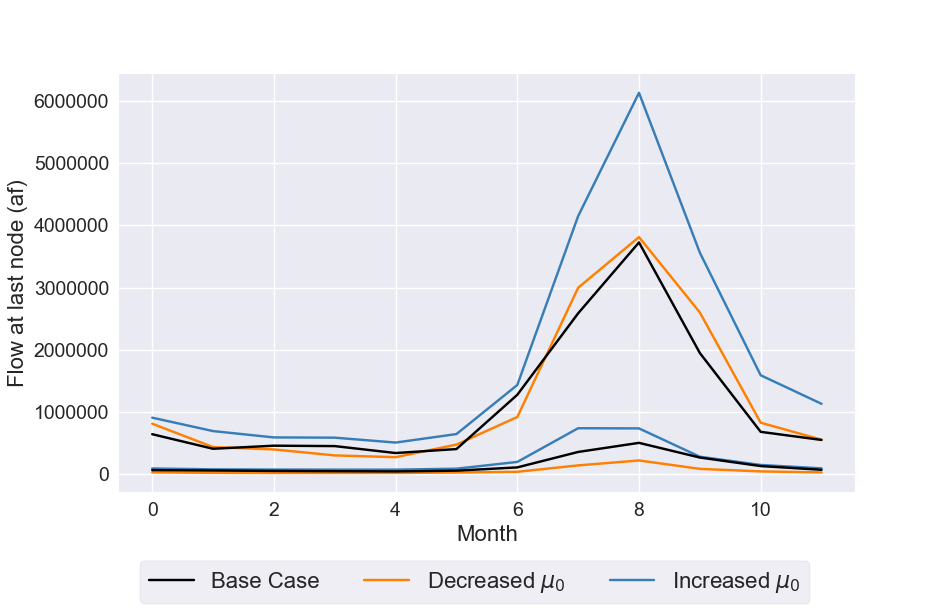 6000000
5000000
4000000
3000000
2000000
1000000
0
Flow at last node (af)
0 2 4 6 8 10
Month
Base Case Decreased μ₀ Increased μ₀